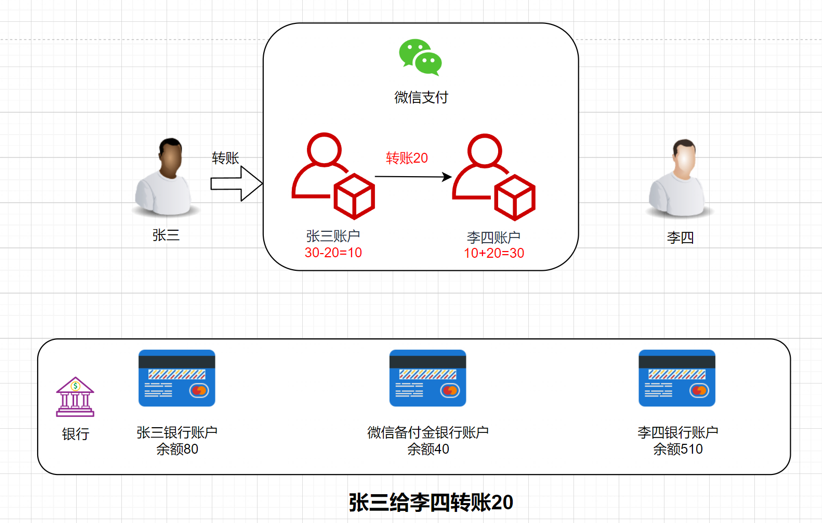 微信支付
转账
转账20
张三
张三账户
30-20=10
李四账户
10+20=30
李四
银行
张三银行账户
余额80
微信备付金银行账户
余额40
李四银行账户
余额510
张三给李四转账20